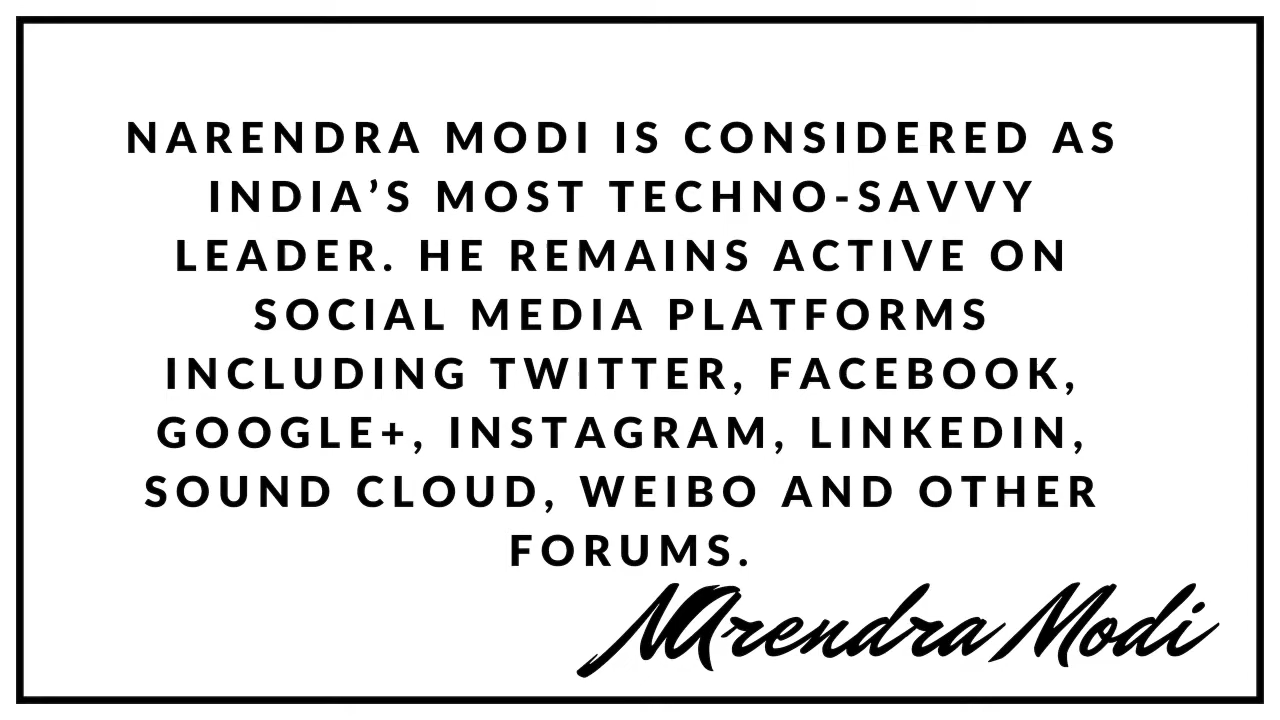 NARENDRA MODI IS CONSIDERED AS
INDIA’S MOST TECHNO-SAVVY
LEADER. HE REMAINS ACTIVE ON
SOCIAL MEDIA PLATFORMS
INCLUDING TWITTER, FACEBOOK,
GOOGLE+, INSTAGRAM, LINKEDIN,
SOUND CLOUD, WEIBO AND OTHER
FORUMS.
NArendra Modi